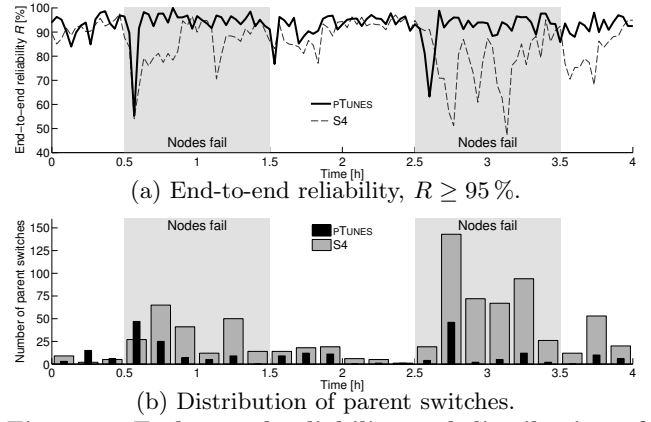 End-to-end reliability R [%]
100
90
80
70
60
50
40
pTunes
S4
Nodes fail
Nodes fail
0 0.5 1 1.5 2 2.5 3 3.5 4
Time [h]
(a) End-to-end reliability, R ≥ 95 %.
Number of parent switches
150
125
100
75
50
25
0
Nodes fail
pTunes
S4
Nodes fail
0 0.5 1 1.5 2 2.5 3 3.5 4
Time [h]
(b) Distribution of parent switches.